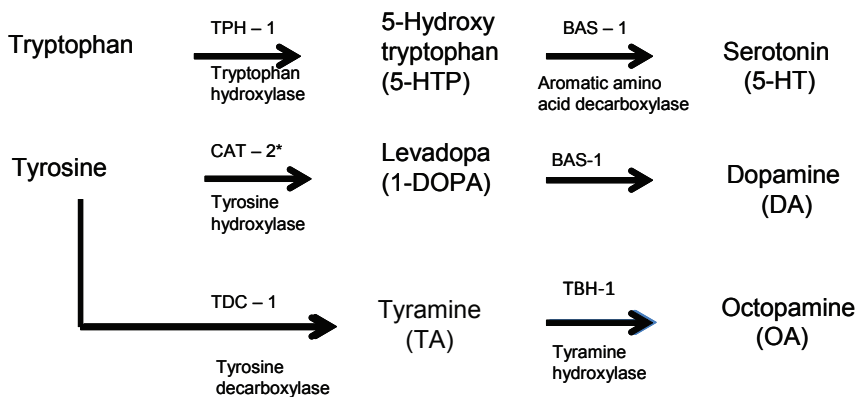 Tryptophan
TPH – 1
Tryptophan
hydroxylase
5-Hydroxy
tryptophan
(5-HTP)
BAS – 1
Aromatic amino
acid decarboxylase
Serotonin
(5-HT)
Tyrosine
CAT – 2*
Tyrosine
hydroxylase
Levadopa
(1-DOPA)
BAS-1
Dopamine
(DA)
TDC – 1
Tyrosine
decarboxylase
Tyramine
(TA)
TBH-1
Tyramine
hydroxylase
Octopamine
(OA)